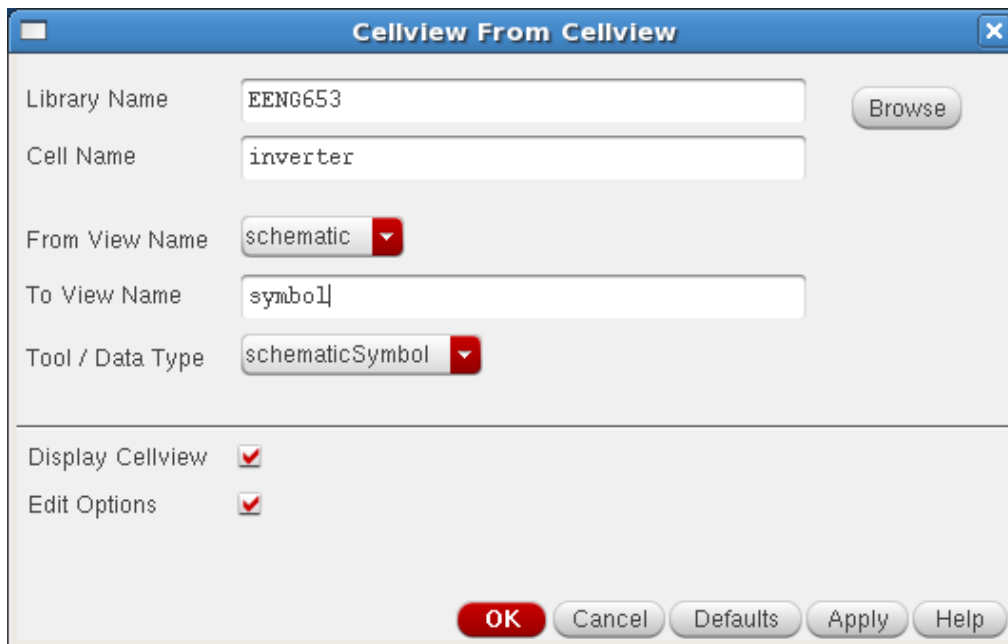 Cellview From Cellview
Library Name EENG653 Browse
Cell Name inverter
From View Name schematic
To View Name symbol
Tool / Data Type schematicSymbol
Display Cellview
Edit Options
OK Cancel Defaults Apply Help